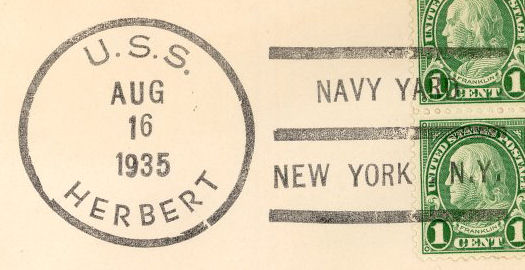 U.S.S.
AUG
16
1935
HERBERT
NAVY YARD
NEW YORK N.Y.
UNITED STATES POSTAGE
FRANKLIN
1 CENT 1
UNITED STATES POSTAGE
FRANKLIN
1 CENT 1